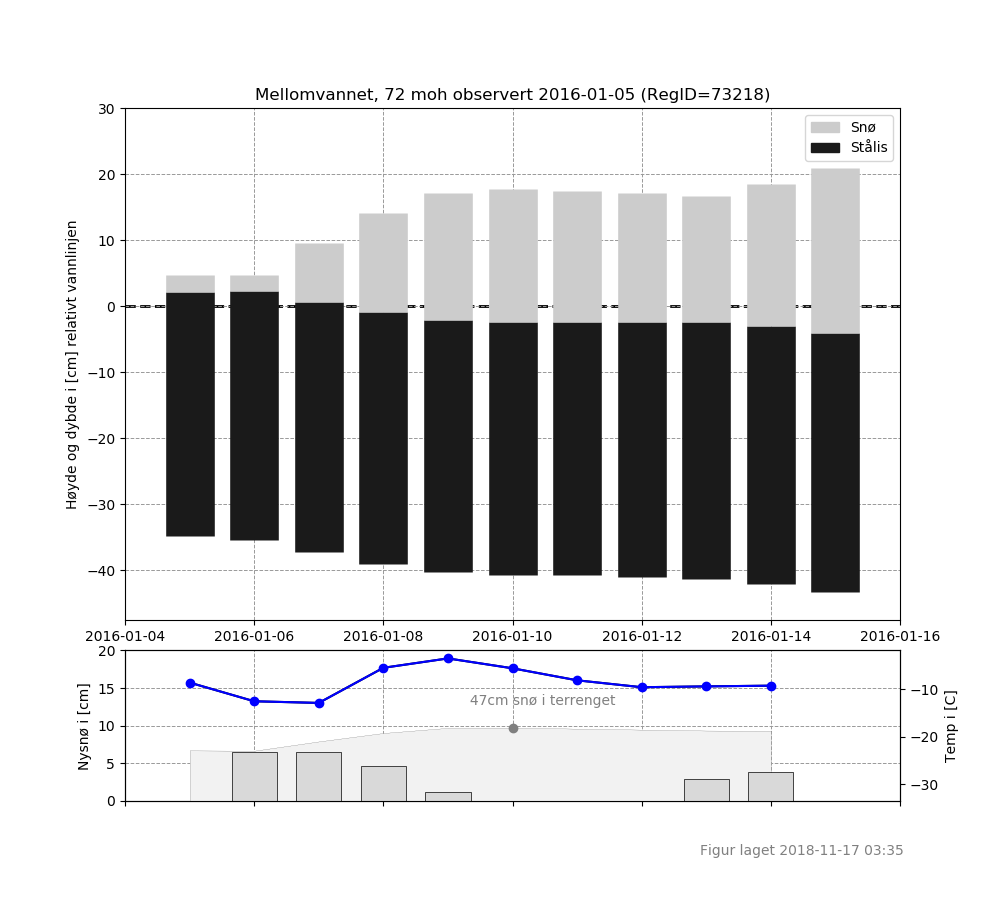 Mellomvannet, 72 moh observert 2016-01-05 (RegID=73218)
Høyde og dybde i [cm] relativt vannlinjen
30
20
10
0
−10
−20
−30
−40
Snø
Stålis
2016-01-04
2016-01-06
2016-01-08
2016-01-10
2016-01-12
2016-01-14
2016-01-16
Nysnø i [cm]
20
15
10
5
0
47cm snø i terrenget
−10
−20
−30
Temp i [C]
Figur laget 2018-11-17 03:35